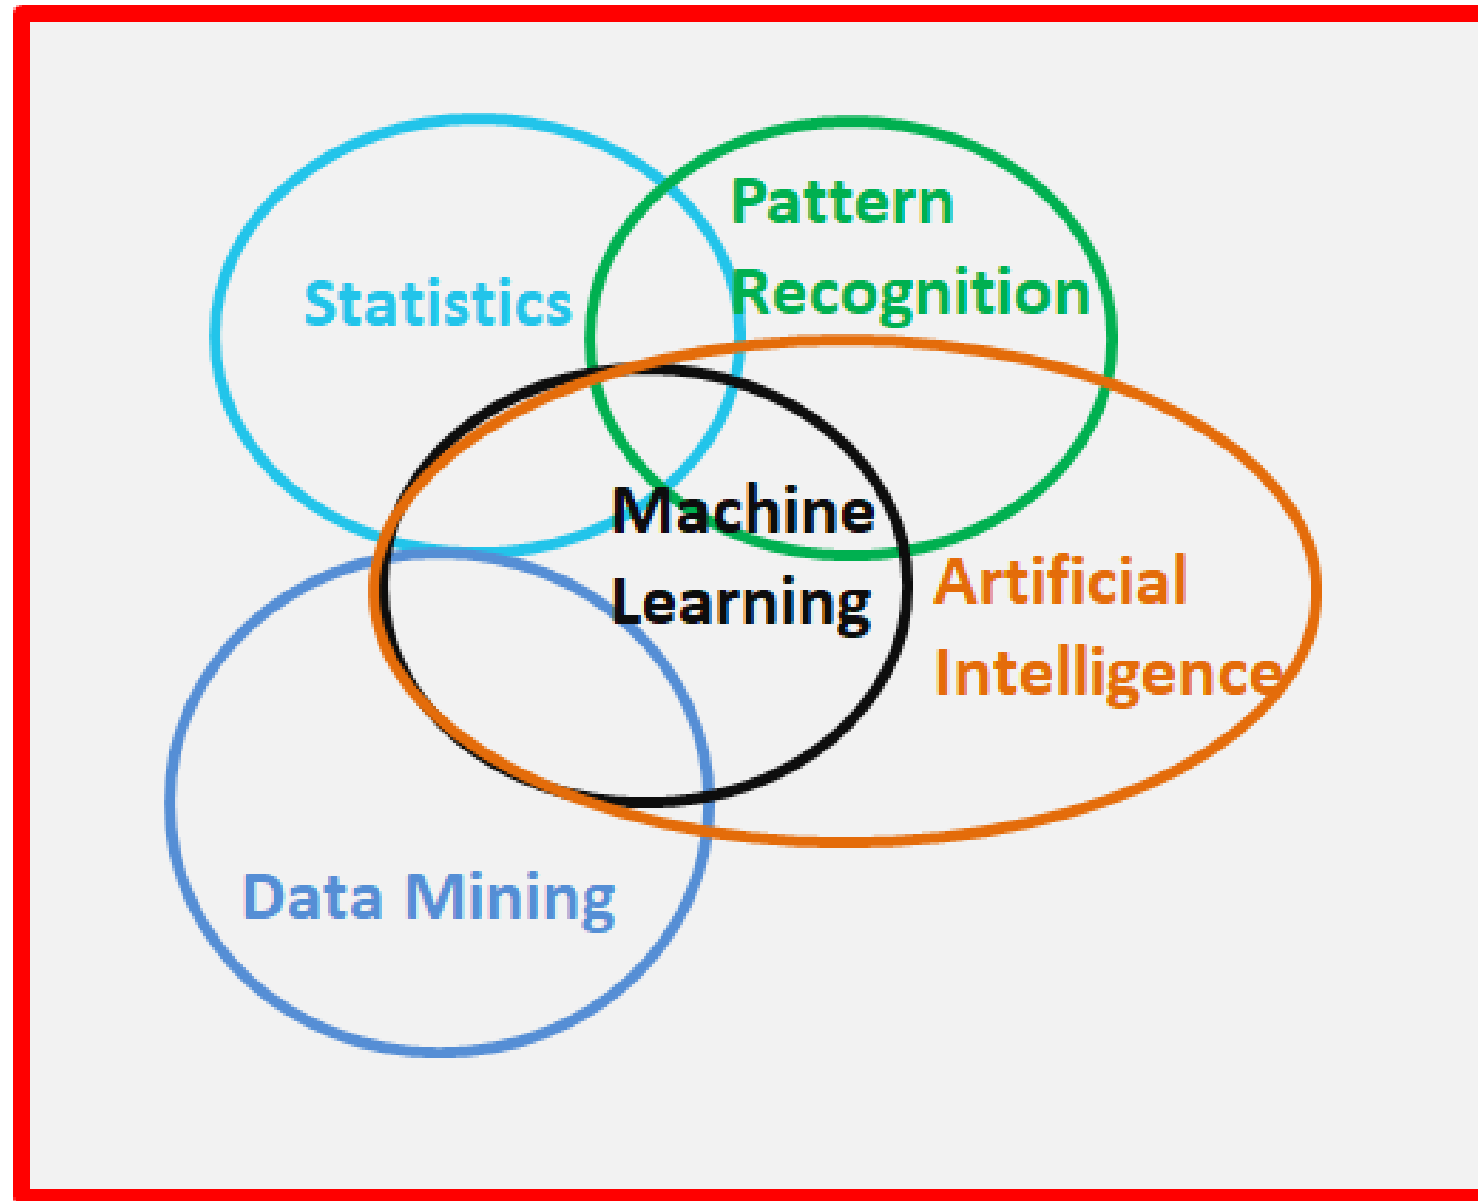 Pattern
Recognition
Statistics
Machine
Learning
Artificial
Intelligence
Data Mining